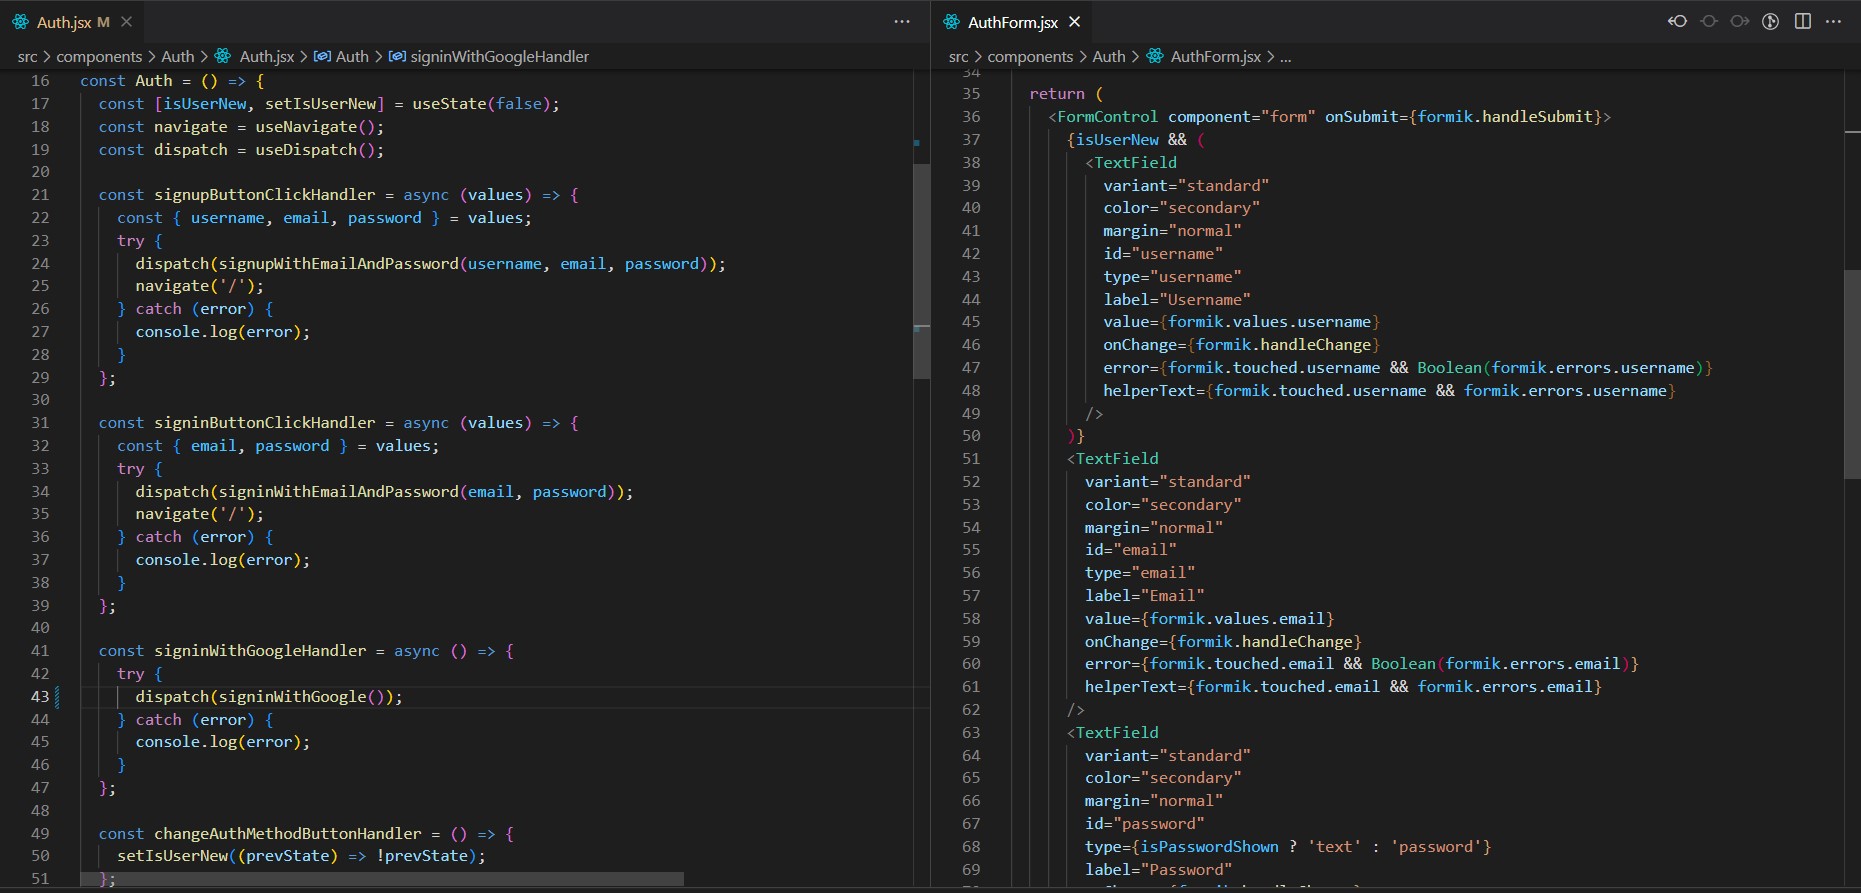 Auth.jsx M
src > components > Auth > Auth.jsx > Auth > signinWithGoogleHandler
16 const Auth = () => {
17 const [isUserNew, setIsUserNew] = useState(false);
18 const navigate = useNavigate();
19 const dispatch = useDispatch();
20
21 const signupButtonClickHandler = async (values) => {
22 const { username, email, password } = values;
23 try {
24 dispatch(signupWithEmailAndPassword(username, email, password));
25 navigate('/');
26 } catch (error) {
27 console.log(error);
28 }
29 };
30
31 const signinButtonClickHandler = async (values) => {
32 const { email, password } = values;
33 try {
34 dispatch(signinWithEmailAndPassword(email, password));
35 navigate('/');
36 } catch (error) {
37 console.log(error);
38 }
39 };
40
41 const signinWithGoogleHandler = async () => {
42 try {
43 dispatch(signinWithGoogle());
44 } catch (error) {
45 console.log(error);
46 }
47 };
48
49 const changeAuthMethodButtonHandler = () => {
50 setIsUserNew((prevState) => !prevState);
51 };
AuthForm.jsx
src > components > Auth > AuthForm.jsx > ...
34
35 return (
36 <FormControl component="form" onSubmit={formik.handleSubmit}>
37 {isUserNew && (
38 <TextField
39 variant="standard"
40 color="secondary"
41 margin="normal"
42 id="username"
43 type="username"
44 label="Username"
45 value={formik.values.username}
46 onChange={formik.handleChange}
47 error={formik.touched.username && Boolean(formik.errors.username)}
48 helperText={formik.touched.username && formik.errors.username}
49 />
50 )}
51 <TextField
52 variant="standard"
53 color="secondary"
54 margin="normal"
55 id="email"
56 type="email"
57 label="Email"
58 value={formik.values.email}
59 onChange={formik.handleChange}
60 error={formik.touched.email && Boolean(formik.errors.email)}
61 helperText={formik.touched.email && formik.errors.email}
62 />
63 <TextField
64 variant="standard"
65 color="secondary"
66 margin="normal"
67 id="password"
68 type={isPasswordShown ? 'text' : 'password'}
69 label="Password"